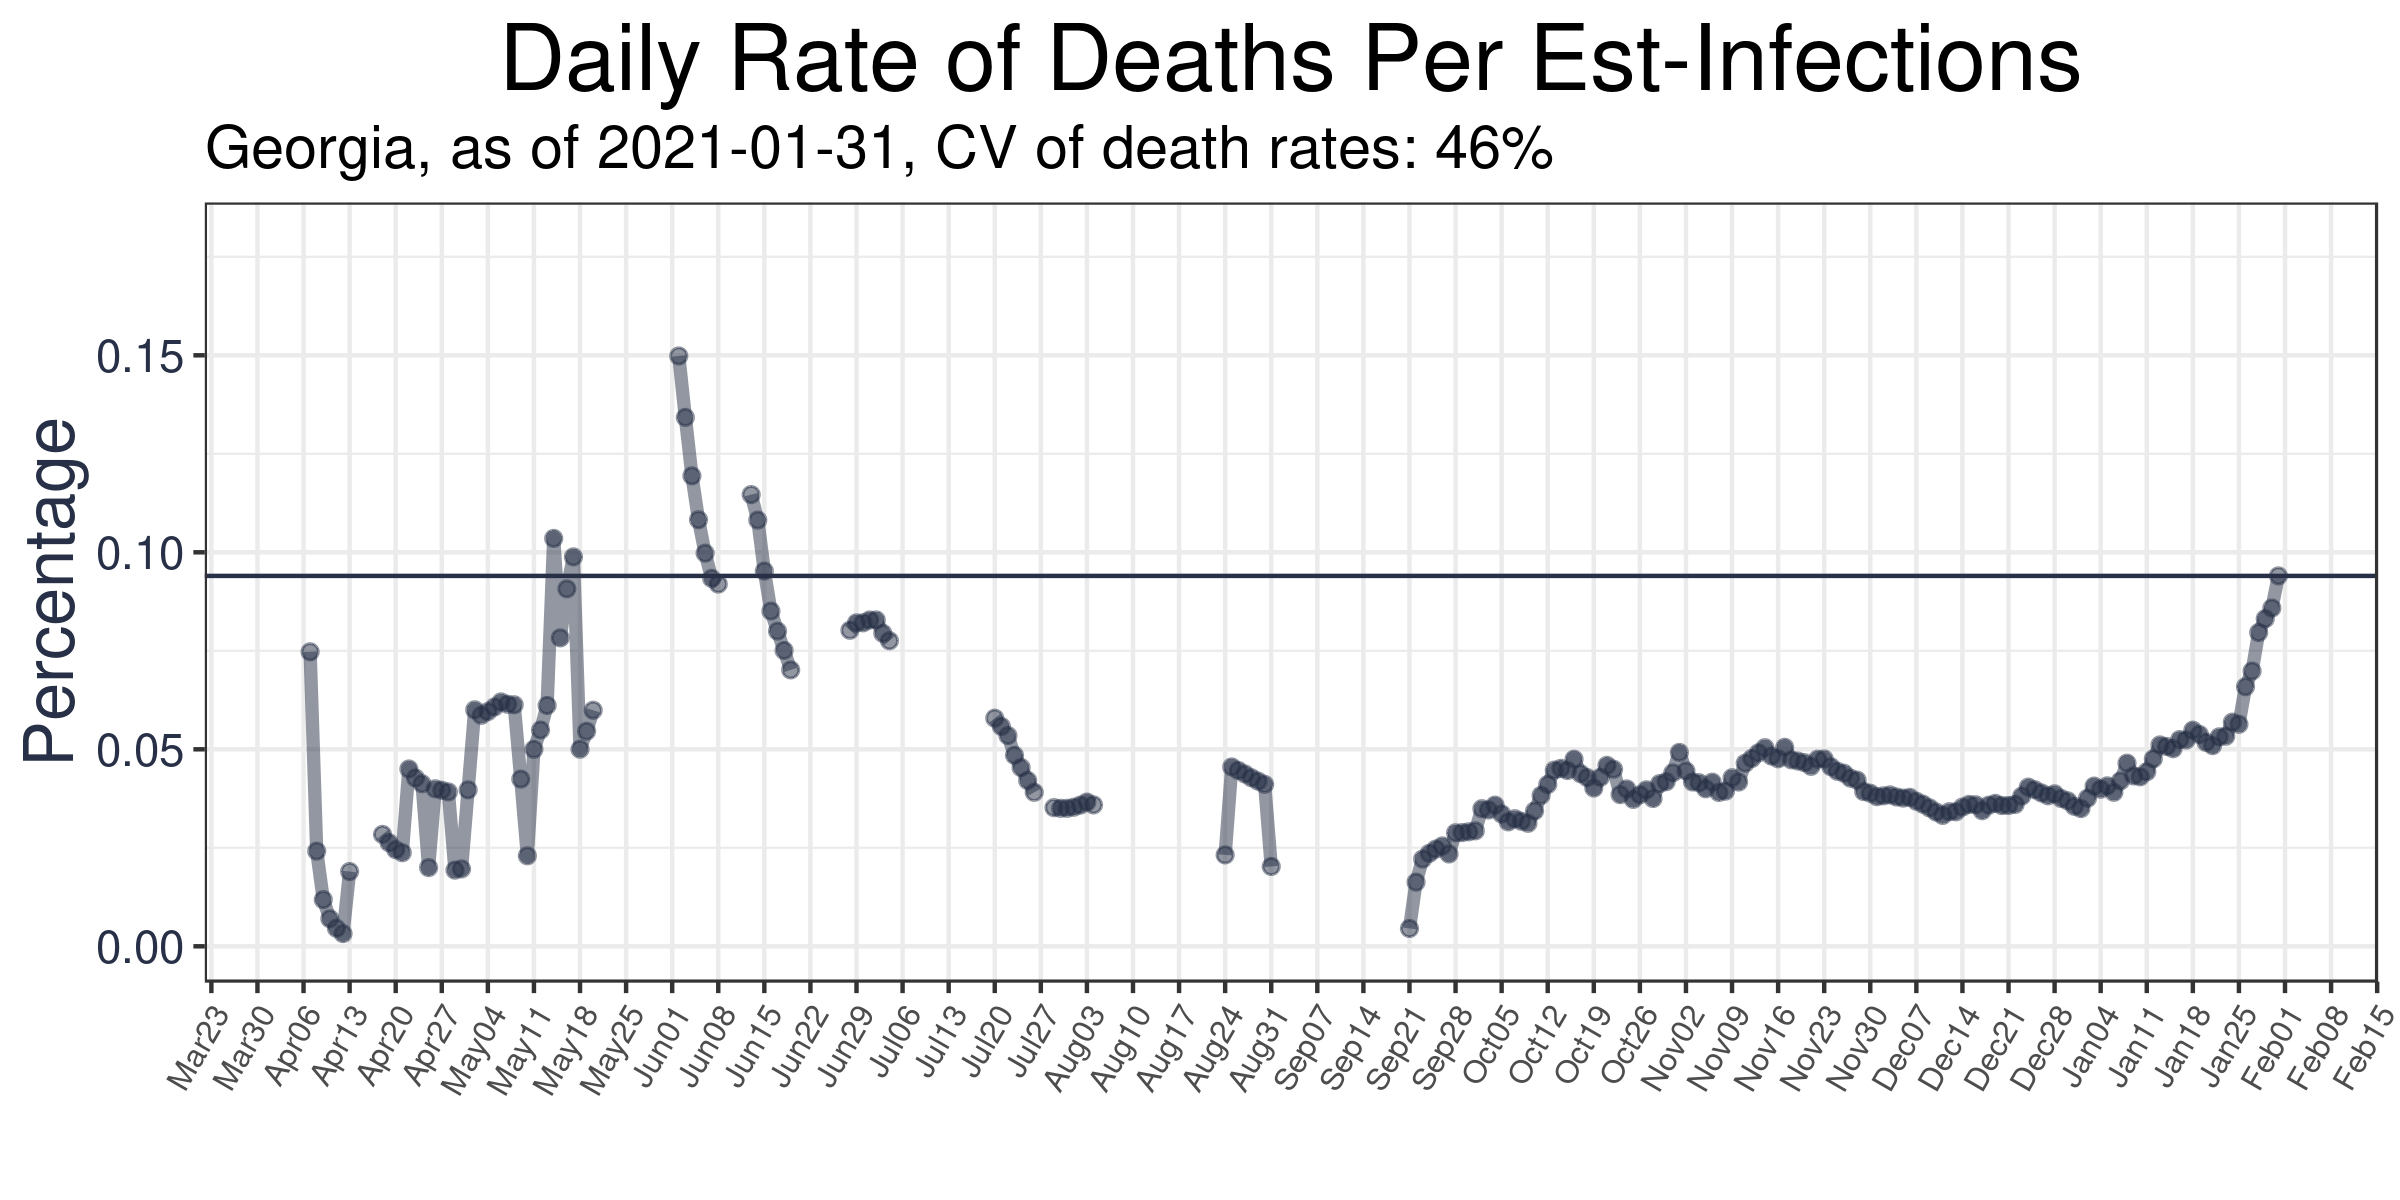 Daily Rate of Deaths Per Est-Infections
Georgia, as of 2021-01-31, CV of death rates: 46%
Percentage
0.15
0.10
0.05
0.00
Mar23
Mar30
Apr06
Apr13
Apr20
Apr27
May04
May11
May18
May25
Jun01
Jun08
Jun15
Jun22
Jun29
Jul06
Jul13
Jul20
Jul27
Aug03
Aug10
Aug17
Aug24
Aug31
Sep07
Sep14
Sep21
Sep28
Oct05
Oct12
Oct19
Oct26
Nov02
Nov09
Nov16
Nov23
Nov30
Dec07
Dec14
Dec21
Dec28
Jan04
Jan11
Jan18
Jan25
Feb01
Feb08
Feb15